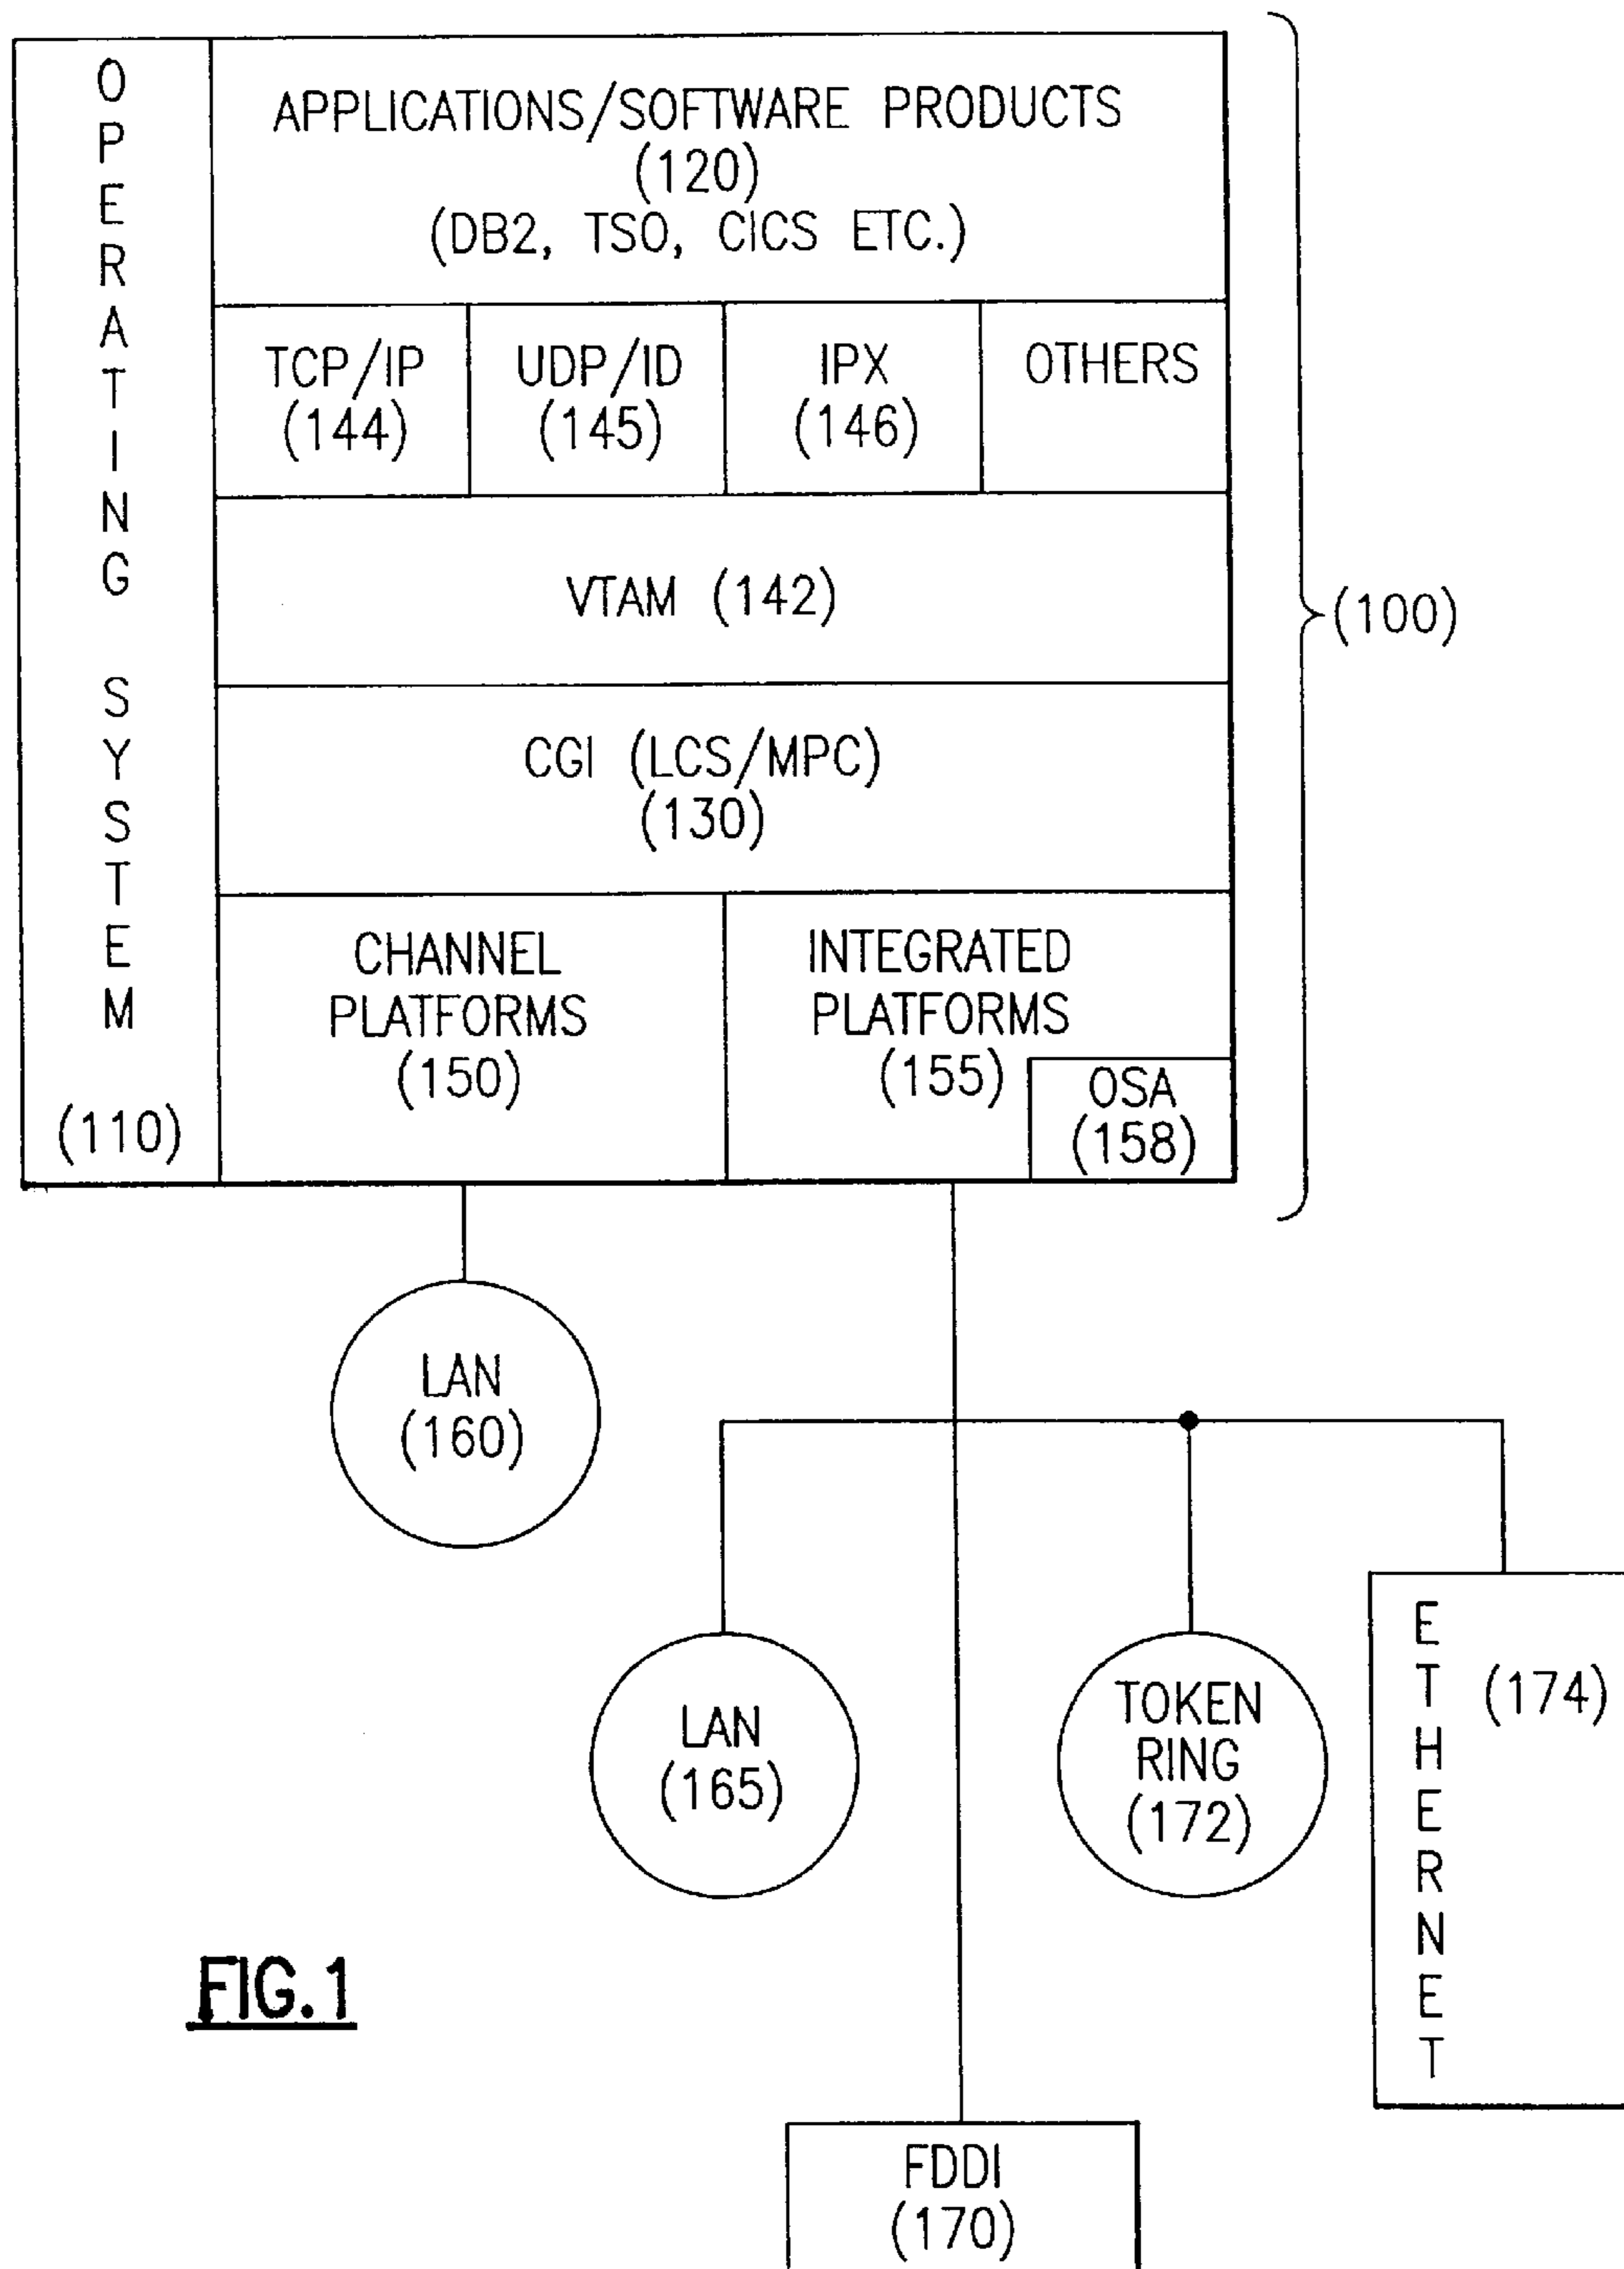 OPERATING SYSTEM
(110)
APPLICATIONS/SOFTWARE PRODUCTS
(120)
(DB2, TSO, CICS ETC.)
TCP/IP
(144)
UDP/ID
(145)
IPX
(146)
OTHERS
VTAM (142)
CGI (LCS/MPC)
(130)
CHANNEL
PLATFORMS
(150)
INTEGRATED
PLATFORMS
(155)
OSA
(158)
(100)
LAN
(160)
LAN
(165)
TOKEN
RING
(172)
ETHERNET
(174)
FDDI
(170)
FIG.1